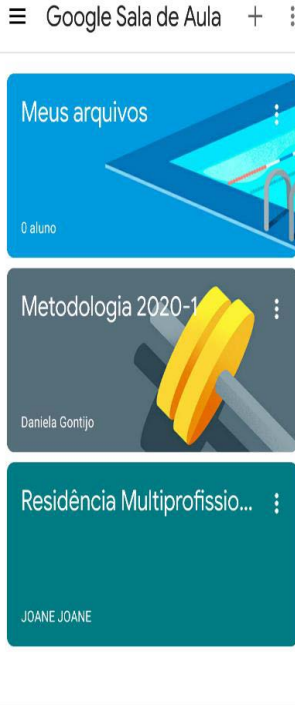 Google Sala de Aula
Meus arquivos
0 aluno
Metodologia 2020-1
Daniela Gontijo
Residência Multiprofissio...
JOANE JOANE